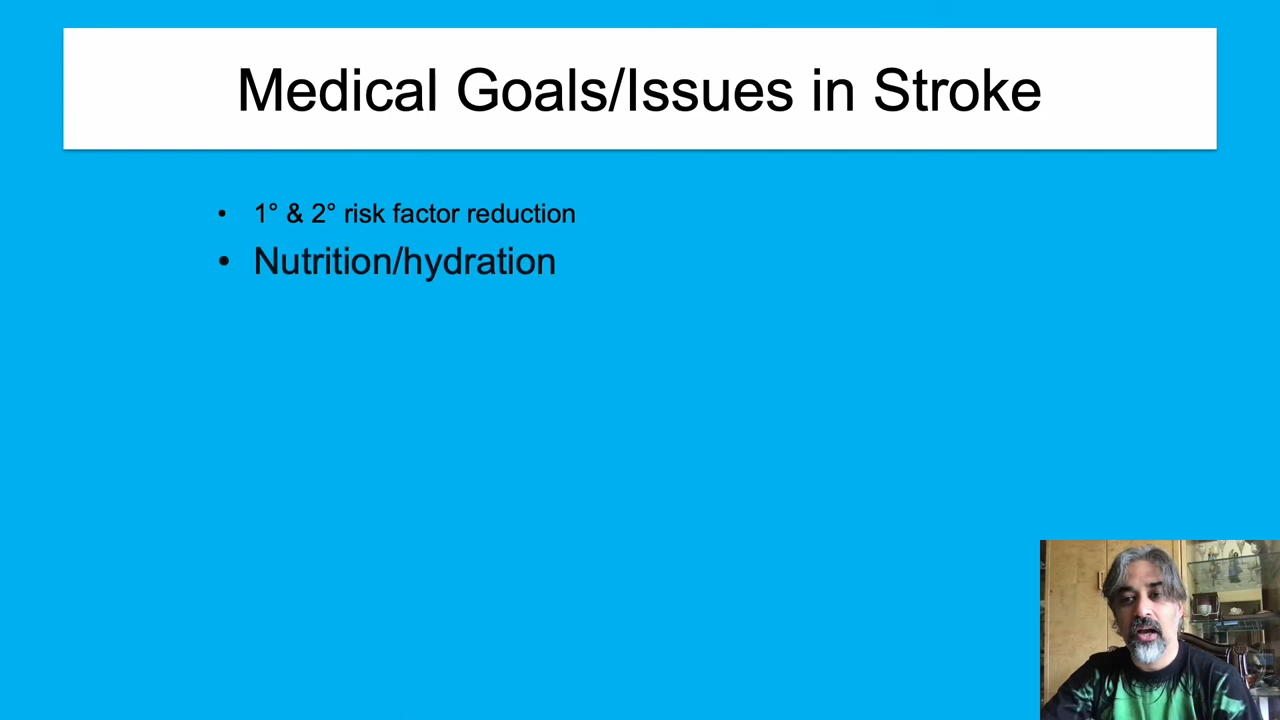 Medical Goals/Issues in Stroke
• 1° & 2° risk factor reduction
• Nutrition/hydration